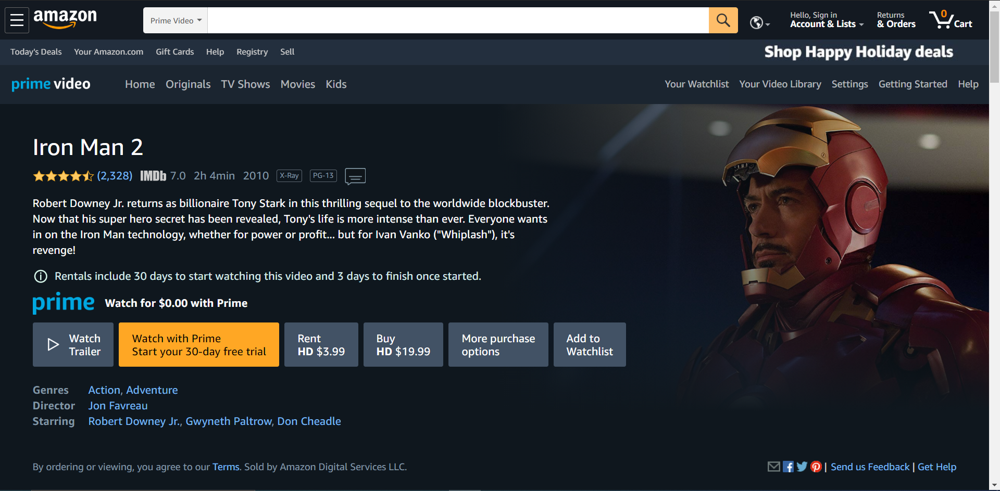 amazon
Prime Video
Hello, Sign in
Account & Lists
Returns
& Orders
0
Cart
Today's Deals Your Amazon.com Gift Cards Help Registry Sell
Shop Happy Holiday deals
prime video
Home Originals TV Shows Movies Kids
Your Watchlist Your Video Library Settings Getting Started Help
Iron Man 2
(2,328) IMDb 7.0 2h 4min 2010 X-Ray PG-13
Robert Downey Jr. returns as billionaire Tony Stark in this thrilling sequel to the worldwide blockbuster.
Now that his super hero secret has been revealed, Tony's life is more intense than ever. Everyone wants
in on the Iron Man technology, whether for power or profit... but for Ivan Vanko ("Whiplash"), it's
revenge!
Rentals include 30 days to start watching this video and 3 days to finish once started.
prime Watch for $0.00 with Prime
Watch
Trailer
Watch with Prime
Start your 30-day free trial
Rent
HD $3.99
Buy
HD $19.99
More purchase
options
Add to
Watchlist
Genres Action, Adventure
Director Jon Favreau
Starring Robert Downey Jr., Gwyneth Paltrow, Don Cheadle
By ordering or viewing, you agree to our Terms. Sold by Amazon Digital Services LLC.
| Send us Feedback | Get Help